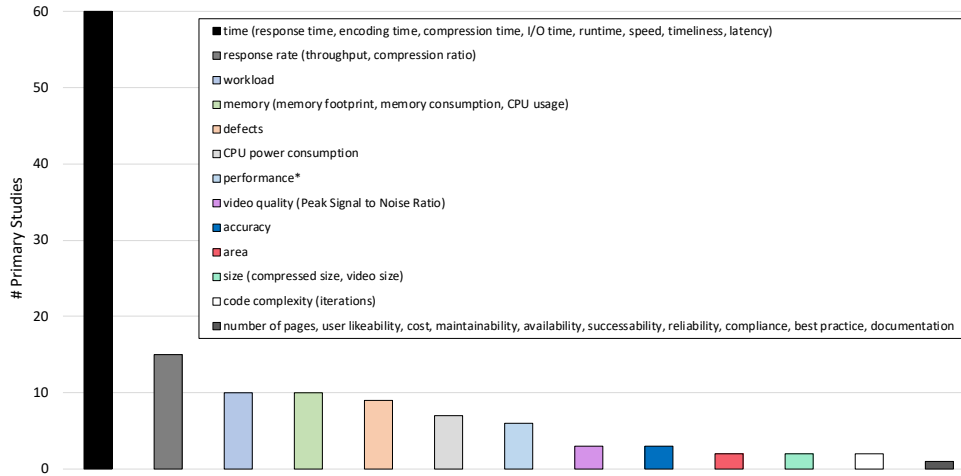 60
50
40
30
20
10
0
# Primary Studies
time (response time, encoding time, compression time, I/O time, runtime, speed, timeliness, latency)
response rate (throughput, compression ratio)
workload
memory (memory footprint, memory consumption, CPU usage)
defects
CPU power consumption
performance*
video quality (Peak Signal to Noise Ratio)
accuracy
area
size (compressed size, video size)
code complexity (iterations)
number of pages, user likeability, cost, maintainability, availability, successability, reliability, compliance, best practice, documentation